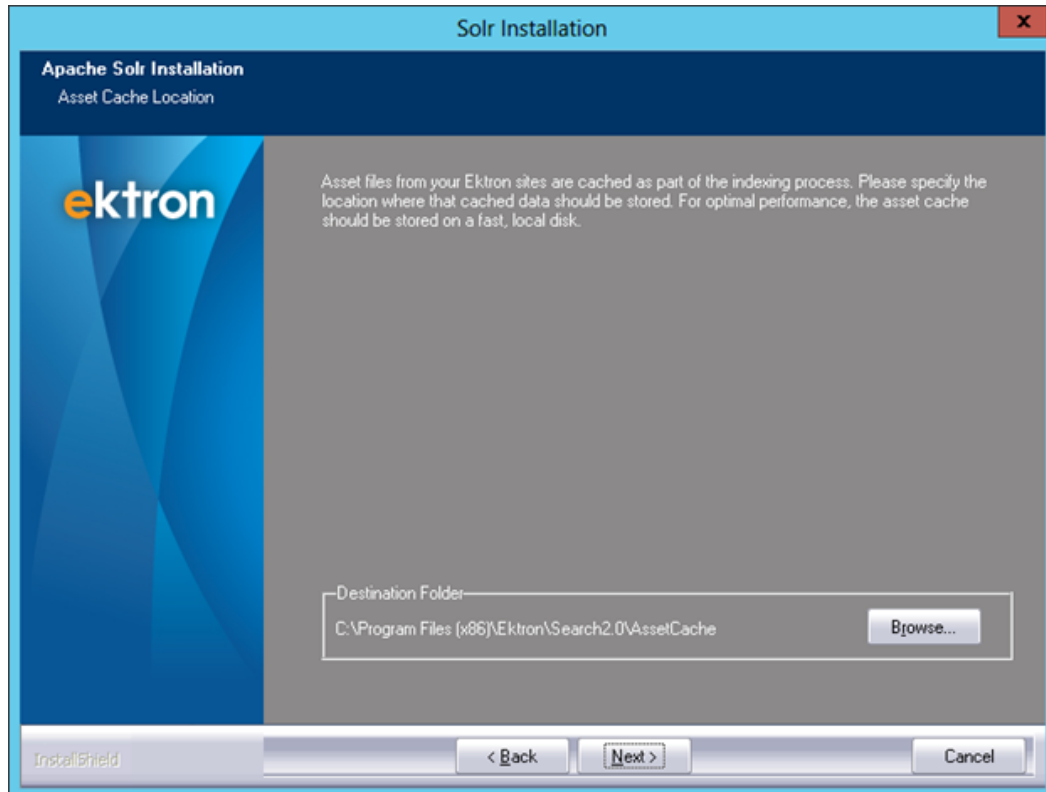 Solr Installation
x
Apache Solr Installation
Asset Cache Location
ektron
Asset files from your Ektron sites are cached as part of the indexing process. Please specify the
location where that cached data should be stored. For optimal performance, the asset cache
should be stored on a fast, local disk.
Destination Folder
C:\Program Files (x86)\Ektron\Search2.0\AssetCache
Browse...
InstallShield
< Back
Next >
Cancel